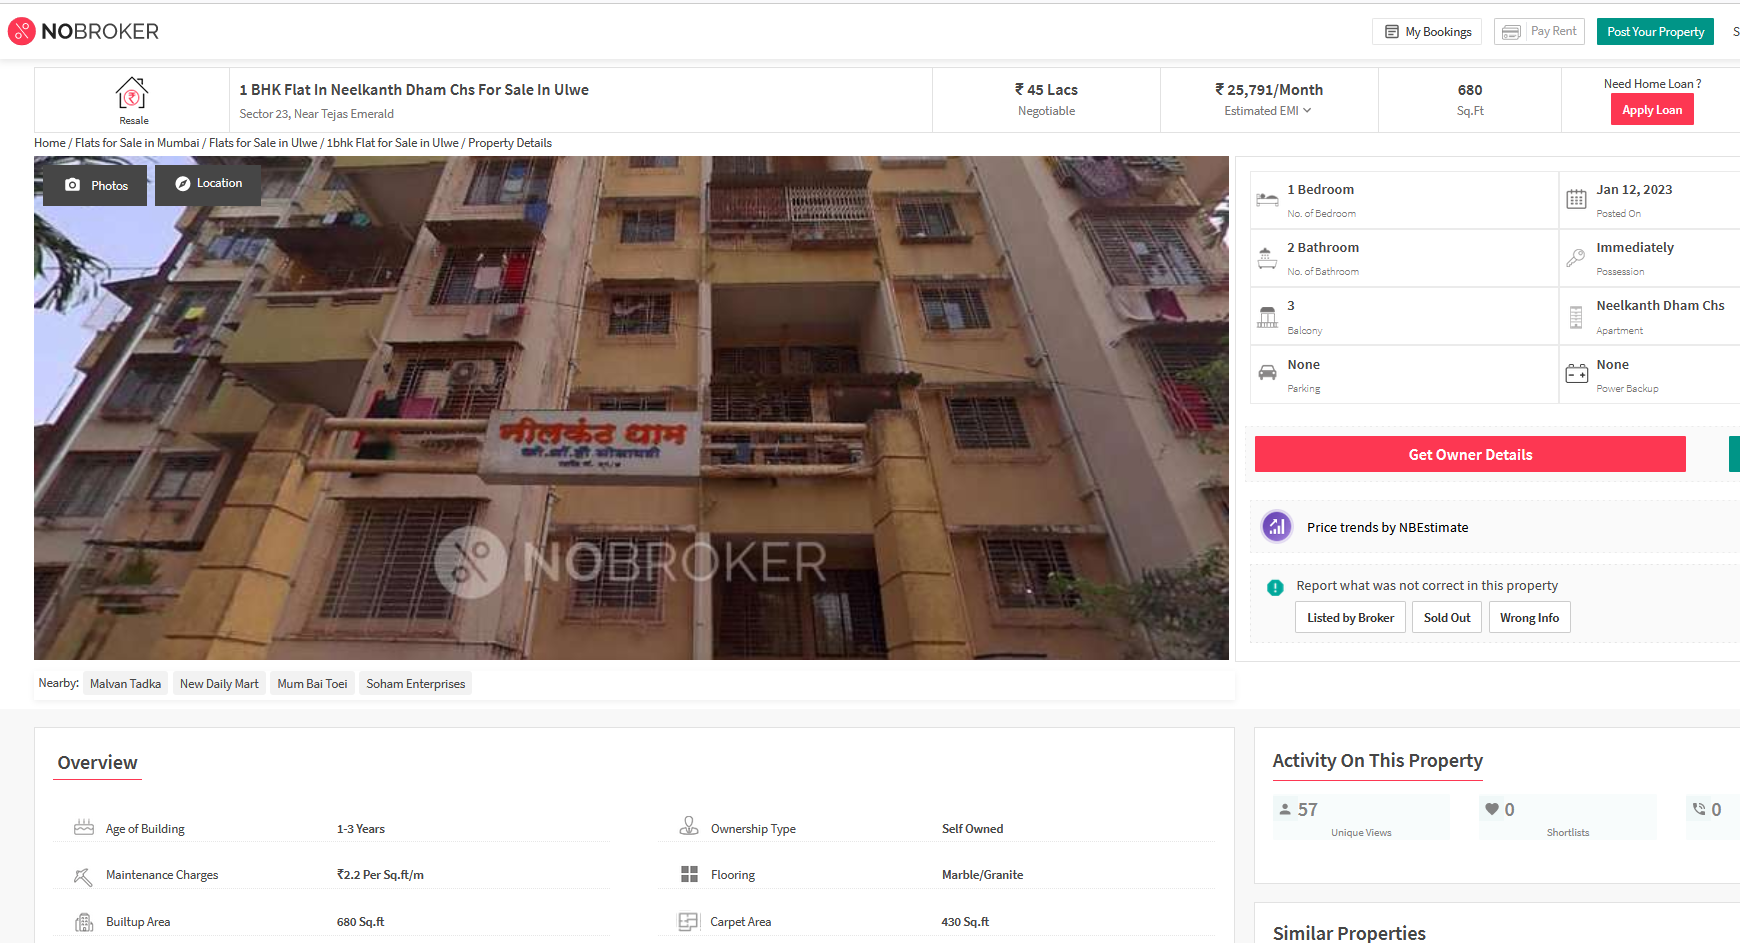 NOBROKER
My Bookings
Pay Rent
Post Your Property
S
Resale
1 BHK Flat In Neelkanth Dham Chs For Sale In Ulwe
Sector 23, Near Tejas Emerald
₹ 45 Lacs
Negotiable
₹ 25,791/Month
Estimated EMI
680
Sq.Ft
Need Home Loan ?
Apply Loan
Home / Flats for Sale in Mumbai / Flats for Sale in Ulwe / 1bhk Flat for Sale in Ulwe / Property Details
Photos
Location
नीलकंठ धाम
NOBROKER
1 Bedroom
No. of Bedroom
Jan 12, 2023
Posted On
2 Bathroom
No. of Bathroom
Immediately
Possession
3
Balcony
Neelkanth Dham Chs
Apartment
None
Parking
None
Power Backup
Get Owner Details
Price trends by NBEstimate
Report what was not correct in this property
Listed by Broker
Sold Out
Wrong Info
Nearby: Malvan Tadka New Daily Mart Mum Bai Toei Soham Enterprises
Overview
Age of Building 1-3 Years
Ownership Type Self Owned
Maintenance Charges ₹2.2 Per Sq.ft/m
Flooring Marble/Granite
Builtup Area 680 Sq.ft
Carpet Area 430 Sq.ft
Activity On This Property
57
Unique Views
0
Shortlists
0
Similar Properties